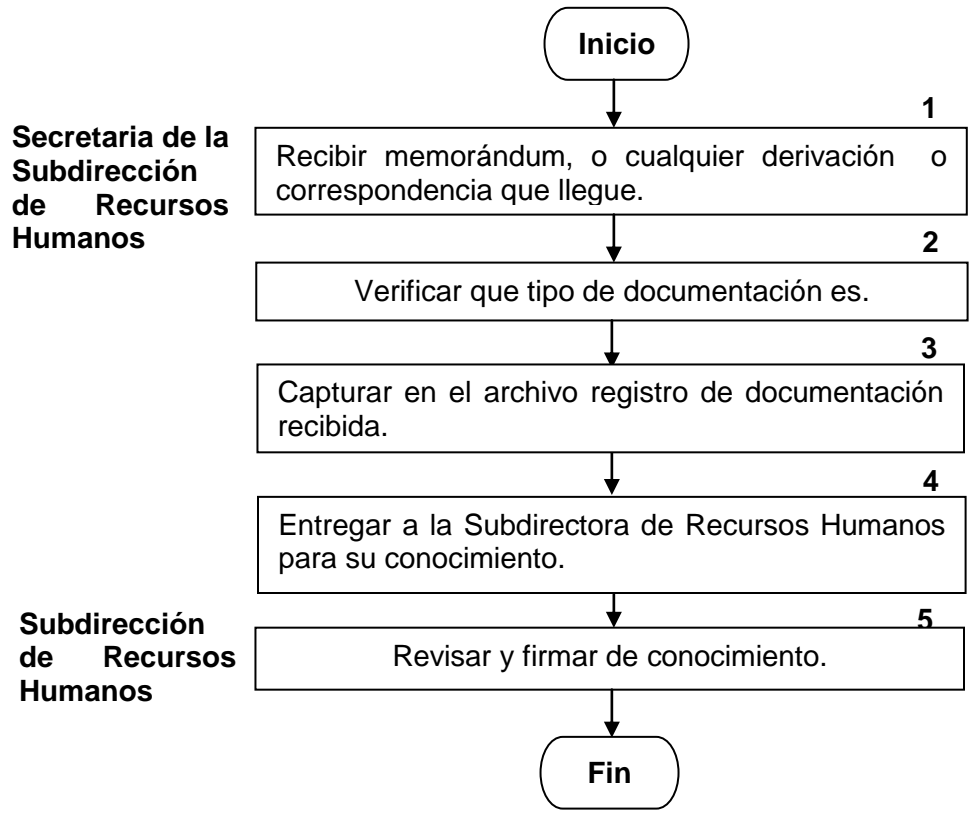 Inicio
1
Secretaria de la
Subdirección
de Recursos
Humanos
Recibir memorándum, o cualquier derivación o
correspondencia que llegue.
2
Verificar que tipo de documentación es.
3
Capturar en el archivo registro de documentación
recibida.
4
Entregar a la Subdirectora de Recursos Humanos
para su conocimiento.
5
Subdirección
de Recursos
Humanos
Revisar y firmar de conocimiento.
Fin